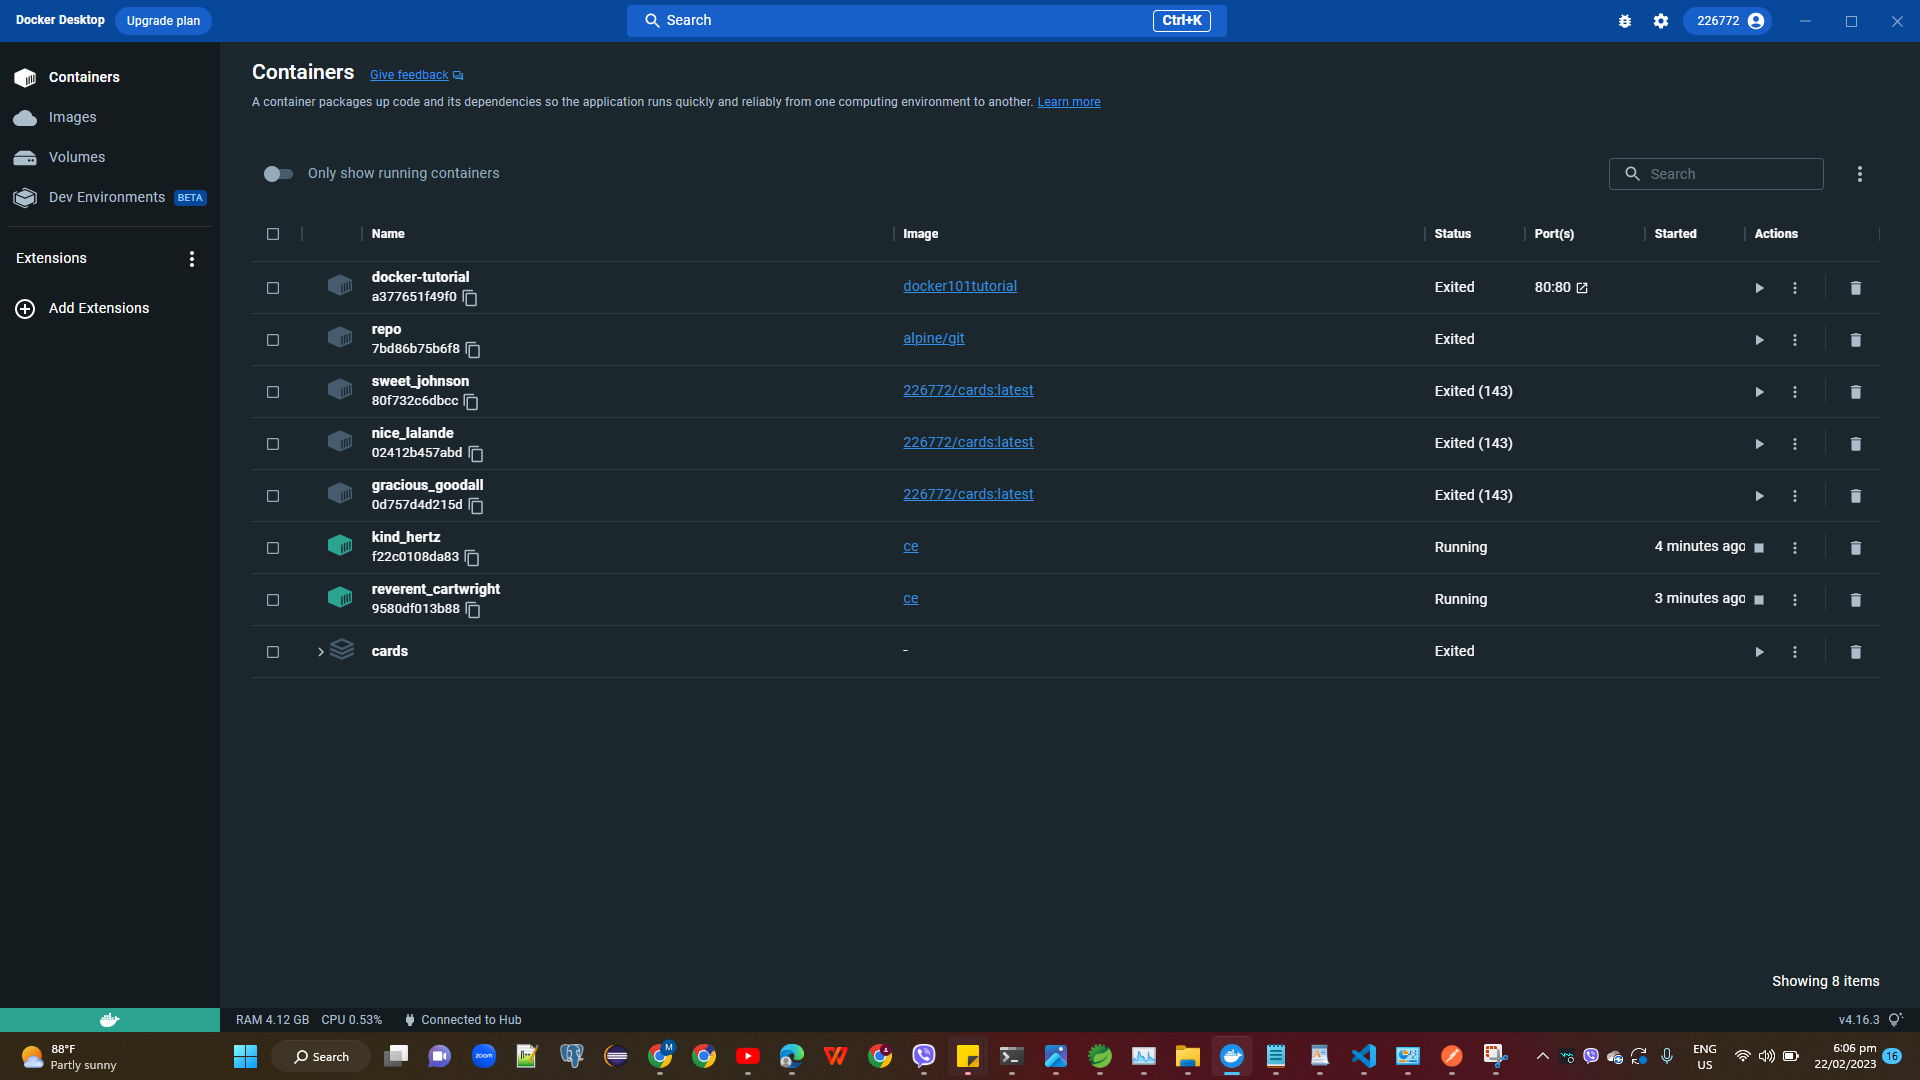 Docker Desktop
Upgrade plan
Search
Ctrl+K
226772
Containers
Images
Volumes
Dev Environments BETA
Extensions
Add Extensions
Containers Give feedback
A container packages up code and its dependencies so the application runs quickly and reliably from one computing environment to another. Learn more
Only show running containers
Search
Name Image Status Port(s) Started Actions
docker-tutorial
a377651f49f0
docker101tutorial
Exited
80:80
repo
7bd86b75b6f8
alpine/git
Exited
sweet_johnson
80f732c6dbcc
226772/cards:latest
Exited (143)
nice_lalande
02412b457abd
226772/cards:latest
Exited (143)
gracious_goodall
0d757d4d215d
226772/cards:latest
Exited (143)
kind_hertz
f22c0108da83
ce
Running
4 minutes ago
reverent_cartwright
9580df013b88
ce
Running
3 minutes ago
cards
-
Exited
Showing 8 items
RAM 4.12 GB CPU 0.53% Connected to Hub
v4.16.3
88°F
Partly sunny
Search
zoom
M
ENG
US
6:06 pm
22/02/2023
16